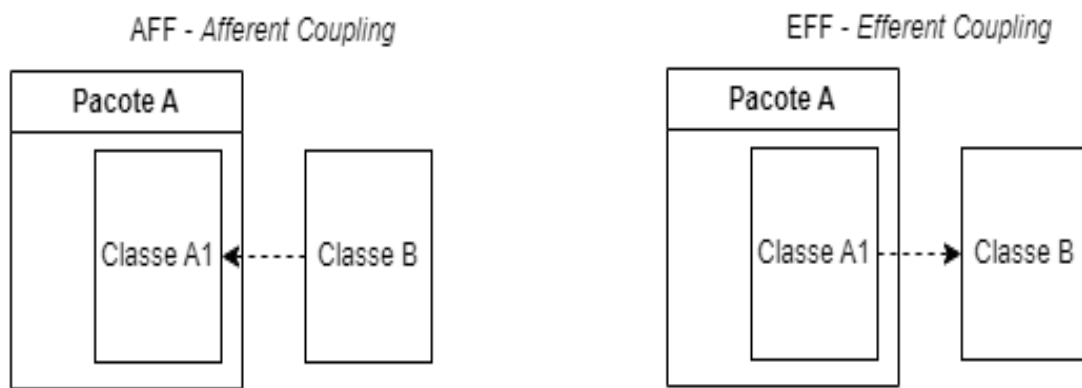 AFF - Afferent Coupling
Pacote A
Classe A1
Classe B
EFF - Efferent Coupling
Pacote A
Classe A1
Classe B